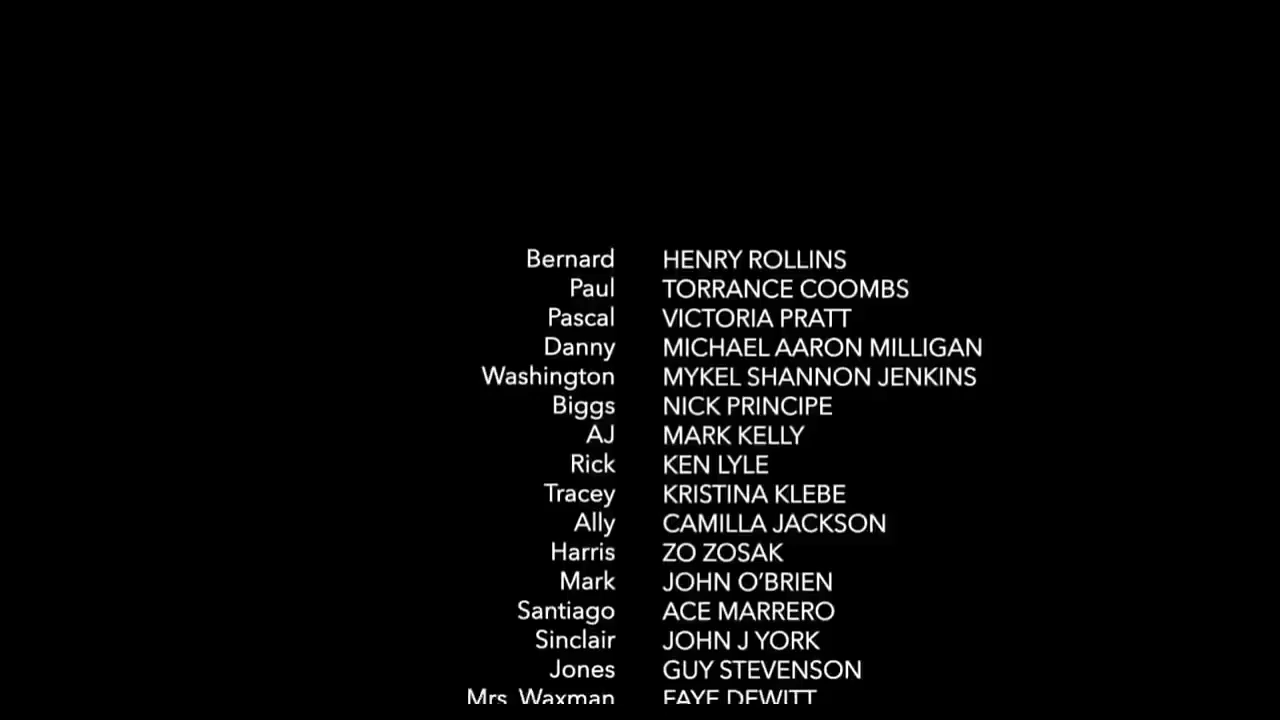 Bernard HENRY ROLLINS
Paul TORRANCE COOMBS
Pascal VICTORIA PRATT
Danny MICHAEL AARON MILLIGAN
Washington MYKEL SHANNON JENKINS
Biggs NICK PRINCIPE
AJ MARK KELLY
Rick KEN LYLE
Tracey KRISTINA KLEBE
Ally CAMILLA JACKSON
Harris ZO ZOSAK
Mark JOHN O’BRIEN
Santiago ACE MARRERO
Sinclair JOHN J YORK
Jones GUY STEVENSON
Mrs. Waxman FAYE DEWITT